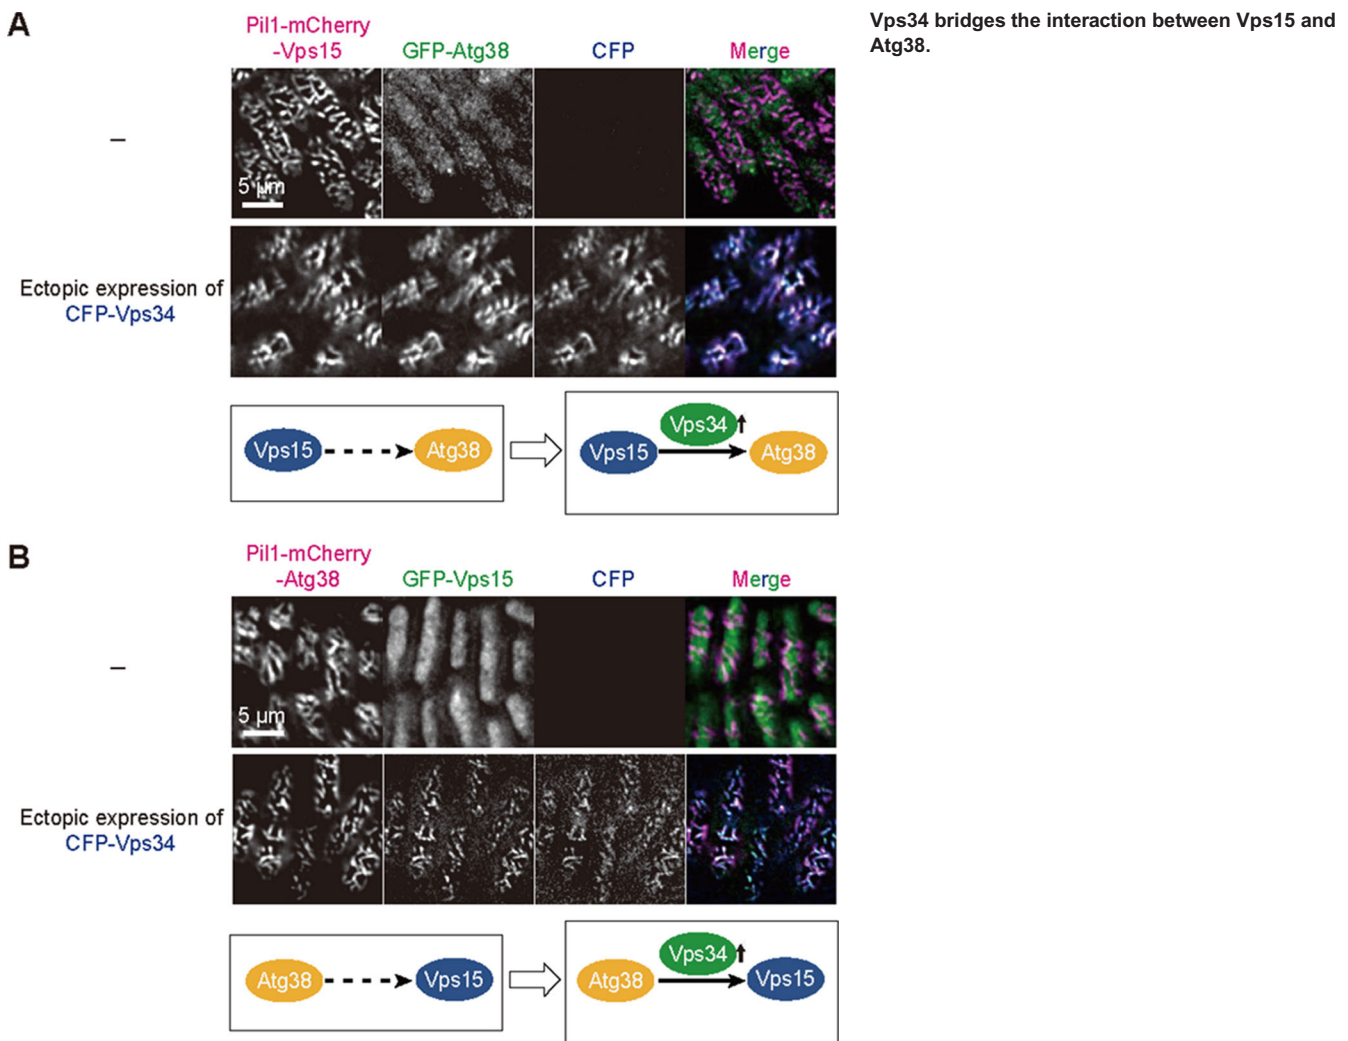 A
Pil1-mCherry
-Vps15
GFP-Atg38
CFP
Merge
Vps34 bridges the interaction between Vps15 and
Atg38.
–
5 μm
Ectopic expression of
CFP-Vps34
Vps15
Atg38
Vps34
Vps15
Atg38
B
Pil1-mCherry
-Atg38
GFP-Vps15
CFP
Merge
–
5 μm
Ectopic expression of
CFP-Vps34
Atg38
Vps15
Vps34
Atg38
Vps15